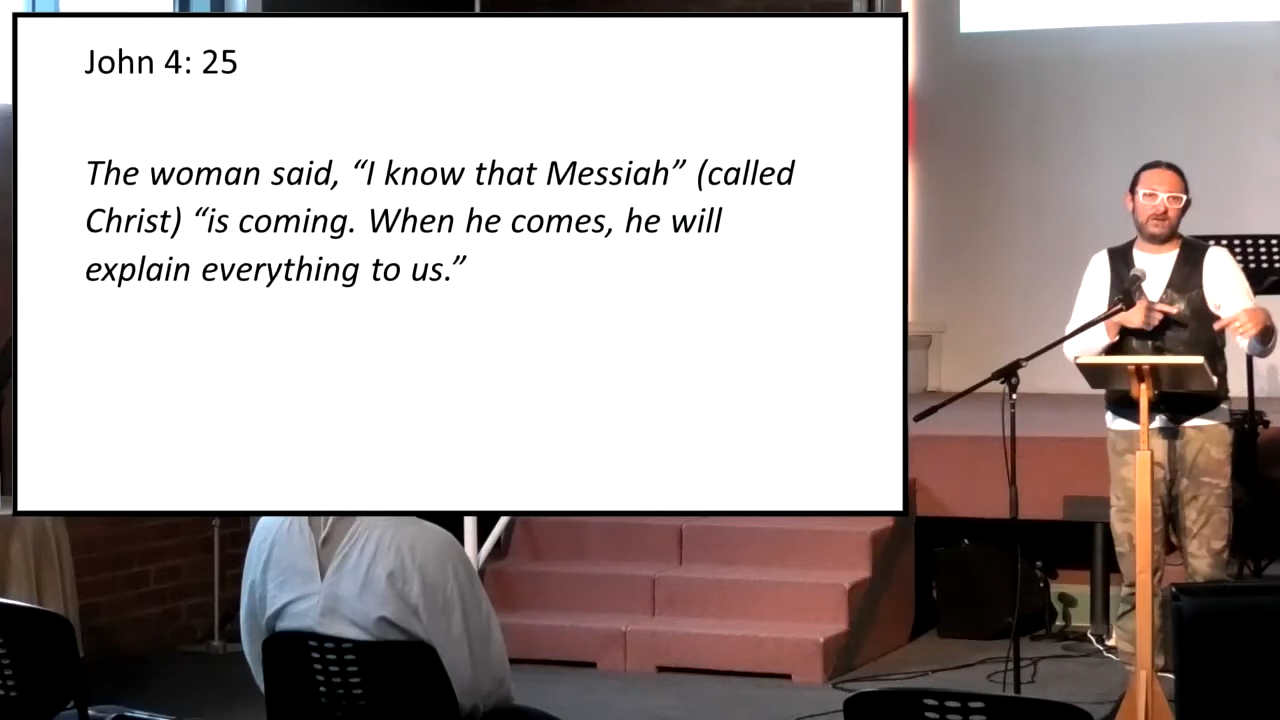 John 4: 25
The woman said, “I know that Messiah” (called
Christ) “is coming. When he comes, he will
explain everything to us.”